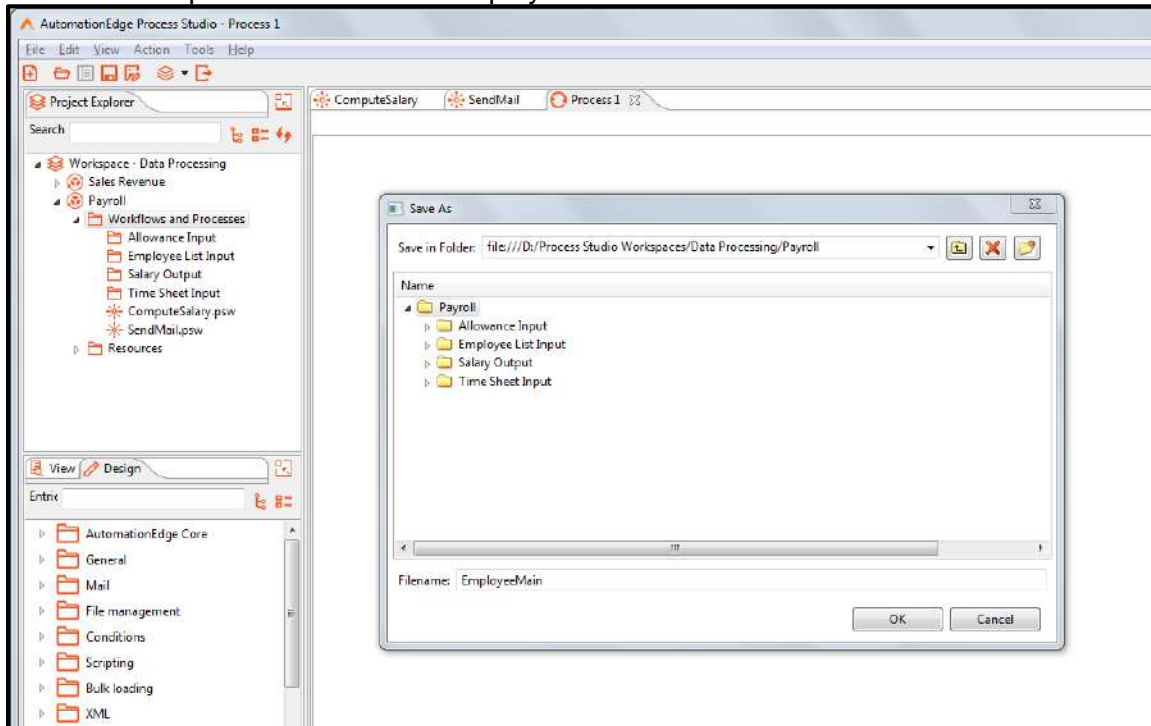 AutomationEdge Process Studio - Process 1
File Edit View Action Tools Help
Project Explorer
ComputeSalary SendMail Process 1
Search
Workspace - Data Processing
Sales Revenue
Payroll
Workflows and Processes
Allowance Input
Employee List Input
Salary Output
Time Sheet Input
ComputeSalary.psw
SendMail.psw
Resources
Save As
Save in Folder: file:///D:/Process Studio Workspaces/Data Processing/Payroll
Name
Payroll
Allowance Input
Employee List Input
Salary Output
Time Sheet Input
Filename: EmployeeMain
OK Cancel
View Design
Entrie
AutomationEdge Core
General
Mail
File management
Conditions
Scripting
Bulk loading
XML